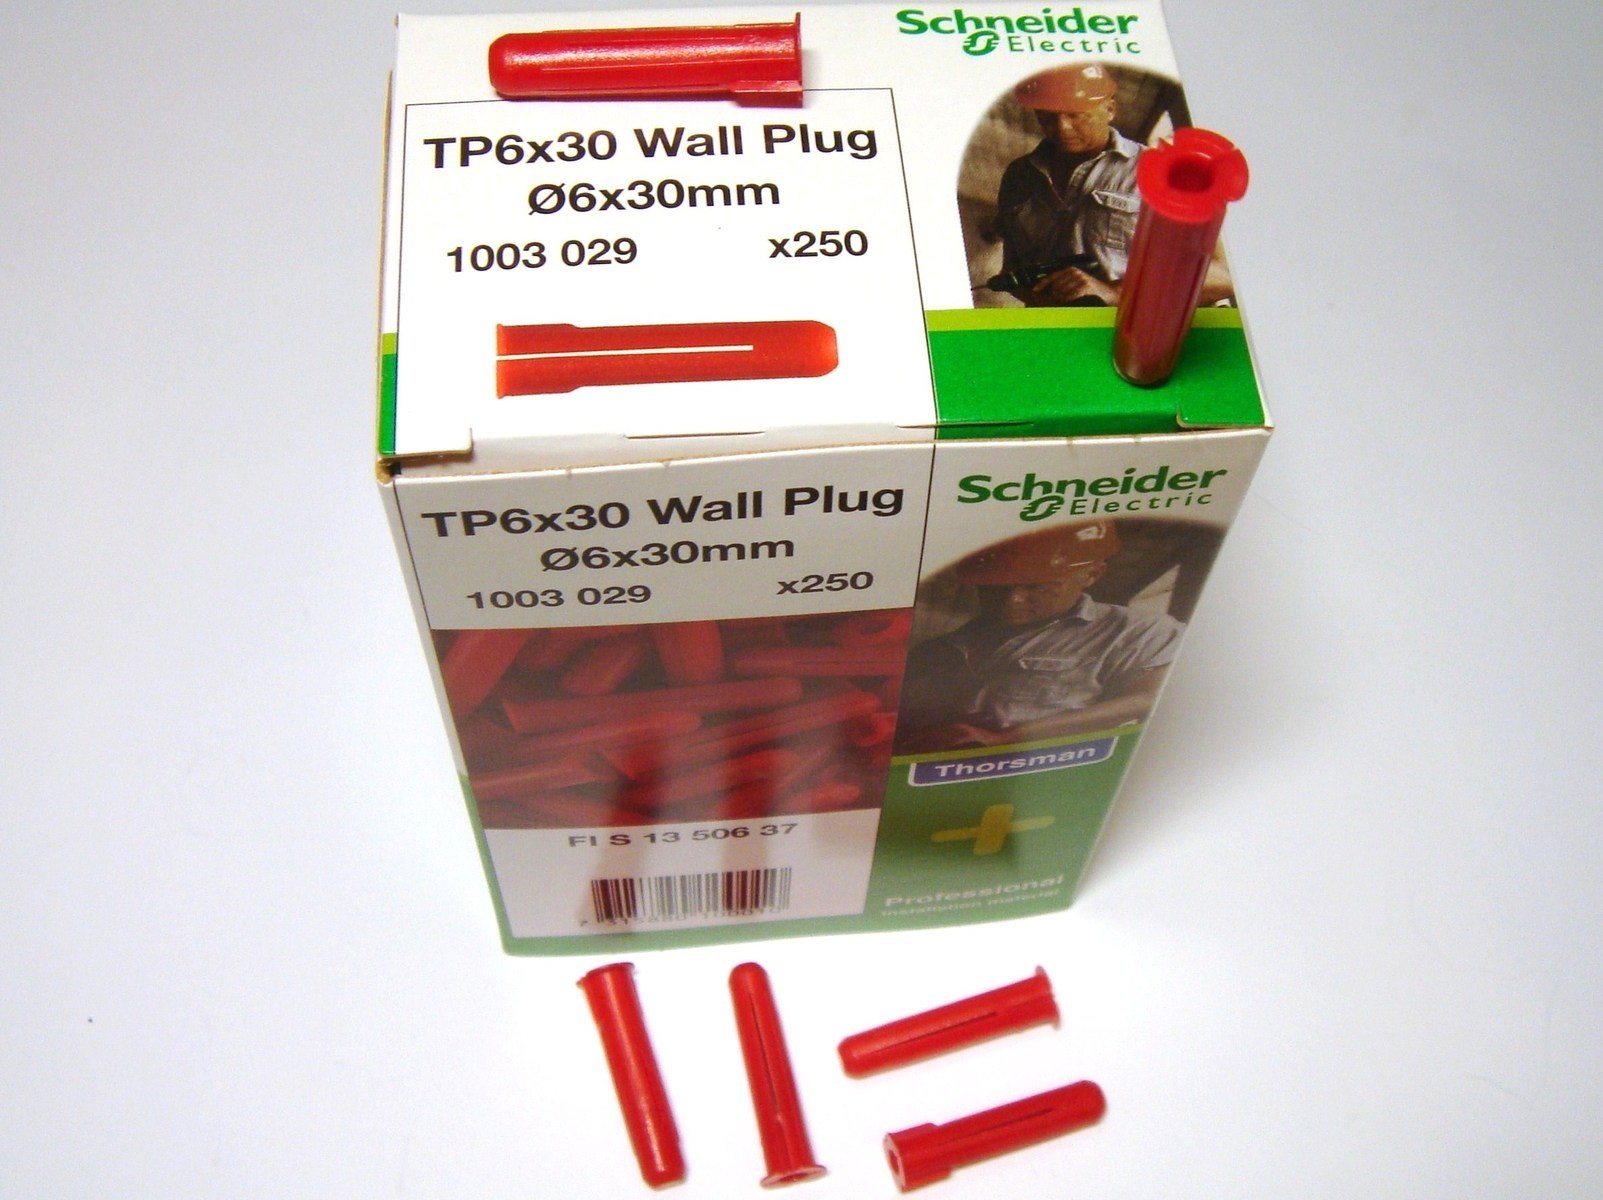 Schneider
Electric
TP6x30 Wall Plug
Ø6x30mm
1003 029 x250
TP6x30 Wall Plug
Ø6x30mm
1003 029 x250
Schneider
Electric
Thorsman
FI S 13 506 37
Professional
installation material